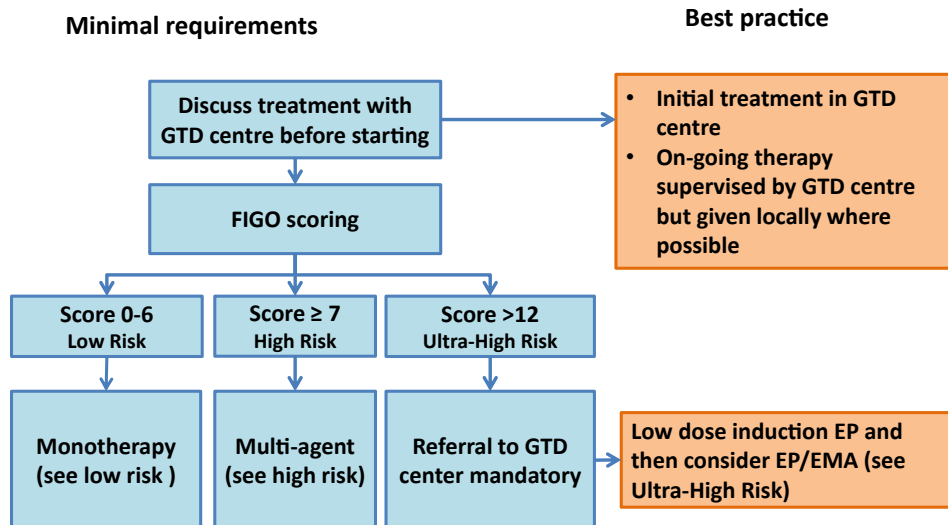 Minimal requirements
Best practice
Discuss treatment with
GTD centre before starting
• Initial treatment in GTD
centre
• On-going therapy
supervised by GTD centre
but given locally where
possible
FIGO scoring
Score 0-6
Low Risk
Score ≥ 7
High Risk
Score >12
Ultra-High Risk
Monotherapy
(see low risk )
Multi-agent
(see high risk)
Referral to GTD
center mandatory
Low dose induction EP and
then consider EP/EMA (see
Ultra-High Risk)